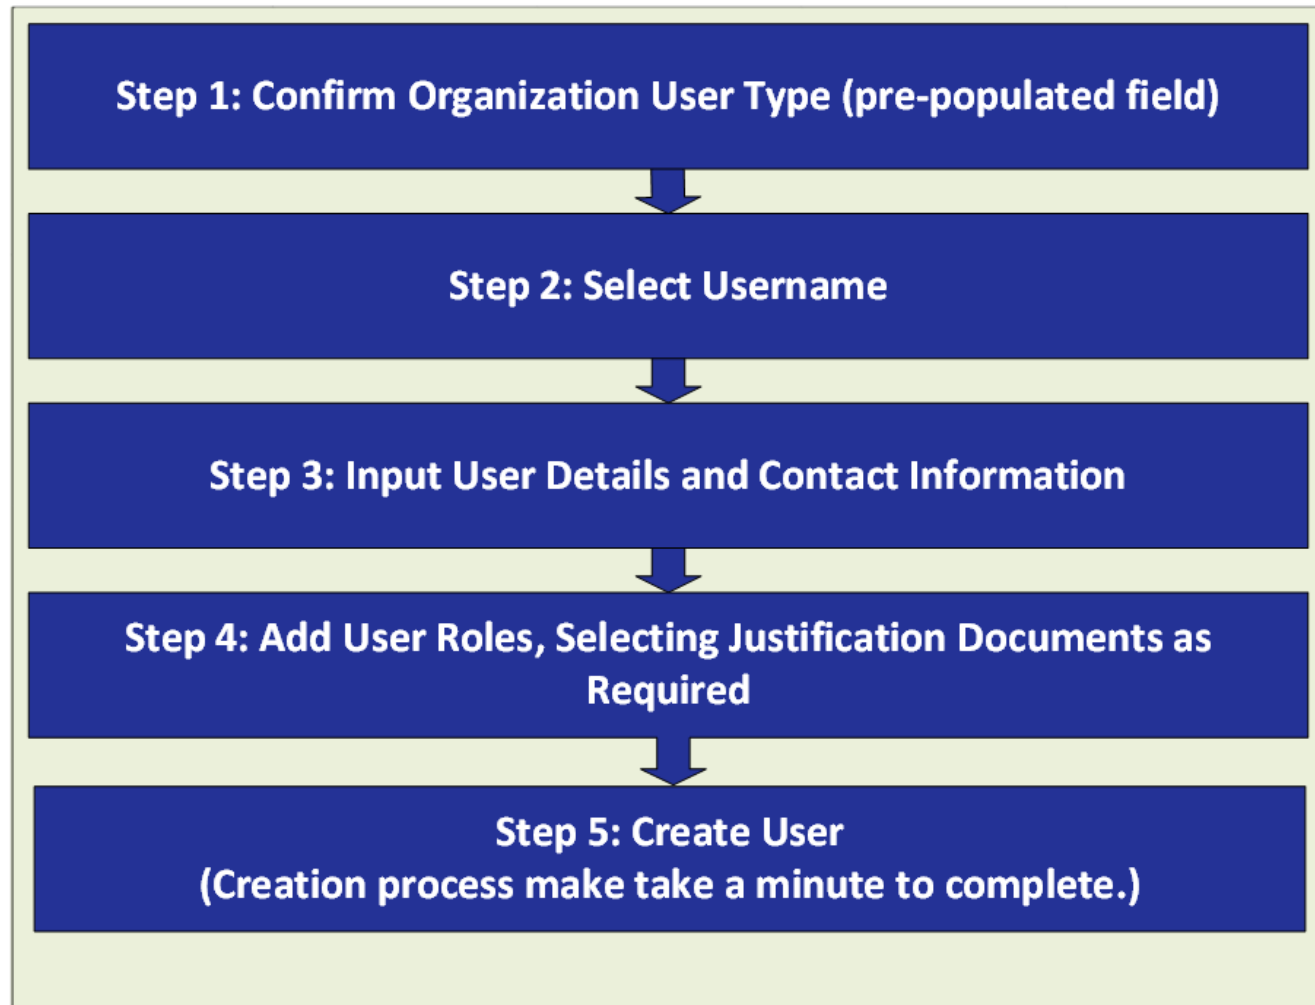 Step 1: Confirm Organization User Type (pre-populated field)
Step 2: Select Username
Step 3: Input User Details and Contact Information
Step 4: Add User Roles, Selecting Justification Documents as
Required
Step 5: Create User
(Creation process make take a minute to complete.)